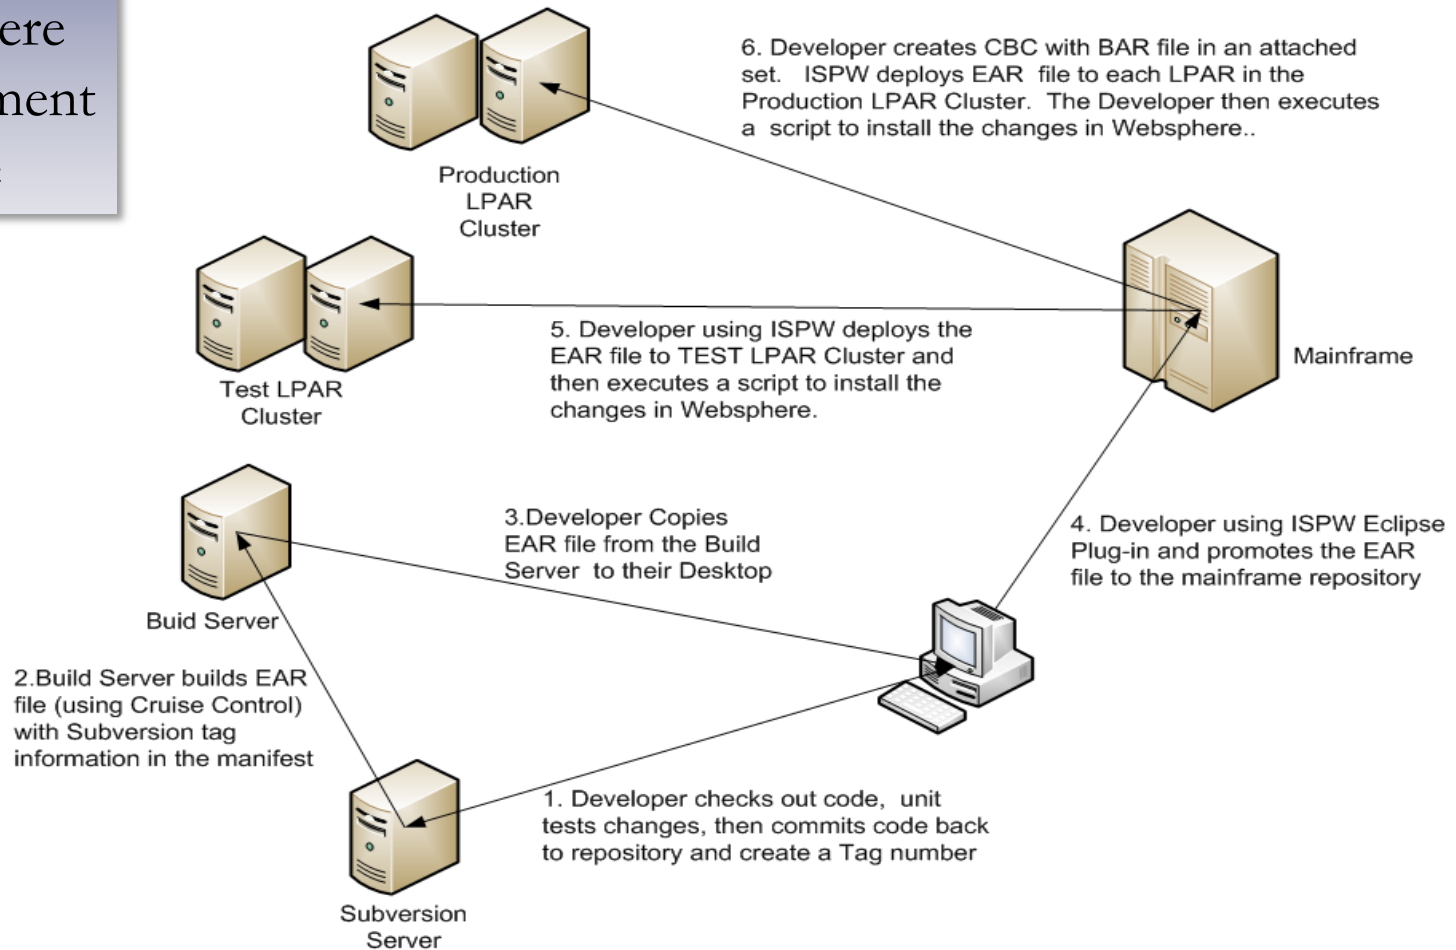 ere
ment
6. Developer creates CBC with BAR file in an attached
set. ISPW deploys EAR file to each LPAR in the
Production LPAR Cluster. The Developer then executes
a script to install the changes in Websphere..
Production
LPAR
Cluster
5. Developer using ISPW deploys the
EAR file to TEST LPAR Cluster and
then executes a script to install the
changes in Websphere.
Mainframe
Test LPAR
Cluster
3.Developer Copies
EAR file from the Build
Server to their Desktop
4. Developer using ISPW Eclipse
Plug-in and promotes the EAR
file to the mainframe repository
Buid Server
2.Build Server builds EAR
file (using Cruise Control)
with Subversion tag
information in the manifest
1. Developer checks out code, unit
tests changes, then commits code back
to repository and create a Tag number
Subversion
Server